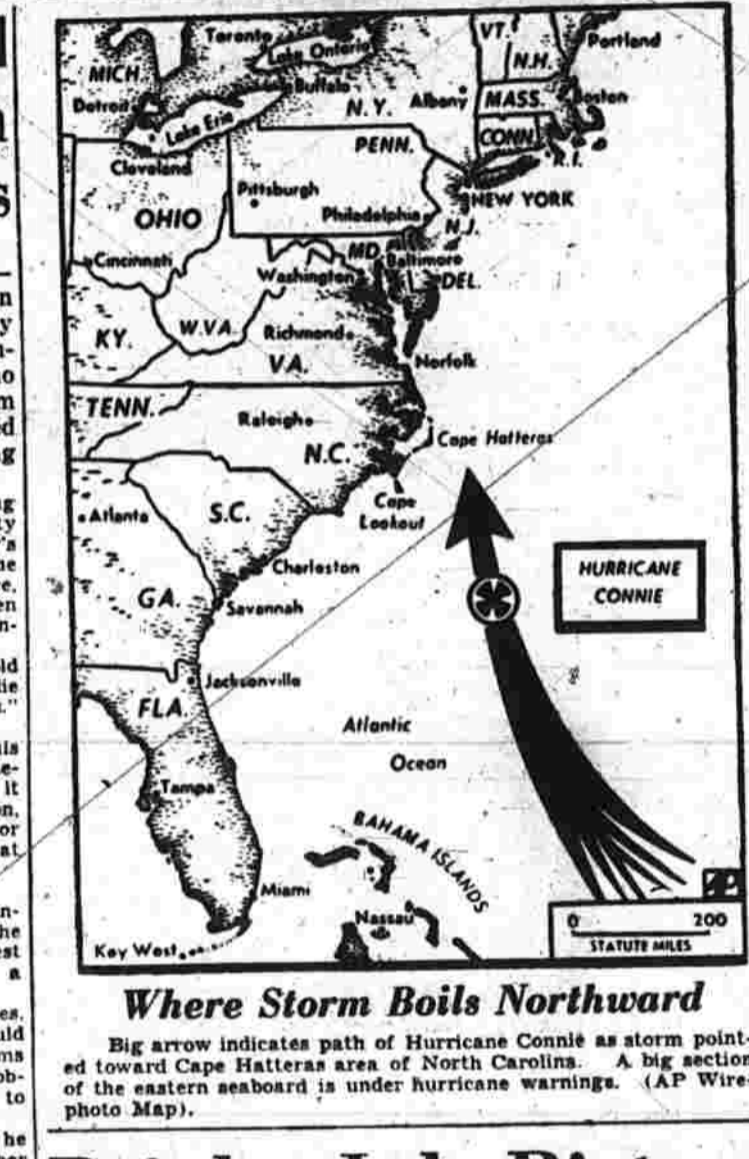 Toronto
Lake Ontario
VT.
Portland
N.H.
MICH.
Buffalo
Detroit
N.Y.
Albany
MASS.
Boston
Lake Erie
CONN.
R.I.
PENN.
Cleveland
Pittsburgh
NEW YORK
OHIO
Philadelphia
N.J.
MD.
Baltimore
Cincinnati
Washington
DEL.
W.VA.
KY.
Richmond
VA.
Norfolk
TENN.
Raleigh
Cape Hatteras
N.C.
Cape
Lookout
Atlanta
S.C.
HURRICANE
CONNIE
Charleston
GA.
Savannah
Jacksonville
FLA.
Atlantic
Ocean
Tampa
BAHAMA ISLANDS
Miami
Nassau
Key West
AP
0 200
STATUTE MILES
Where Storm Boils Northward
Big arrow indicates path of Hurricane Connie as storm point-
ed toward Cape Hatteras area of North Carolina. A big section
of the eastern seaboard is under hurricane warnings. (AP Wire-
photo Map).